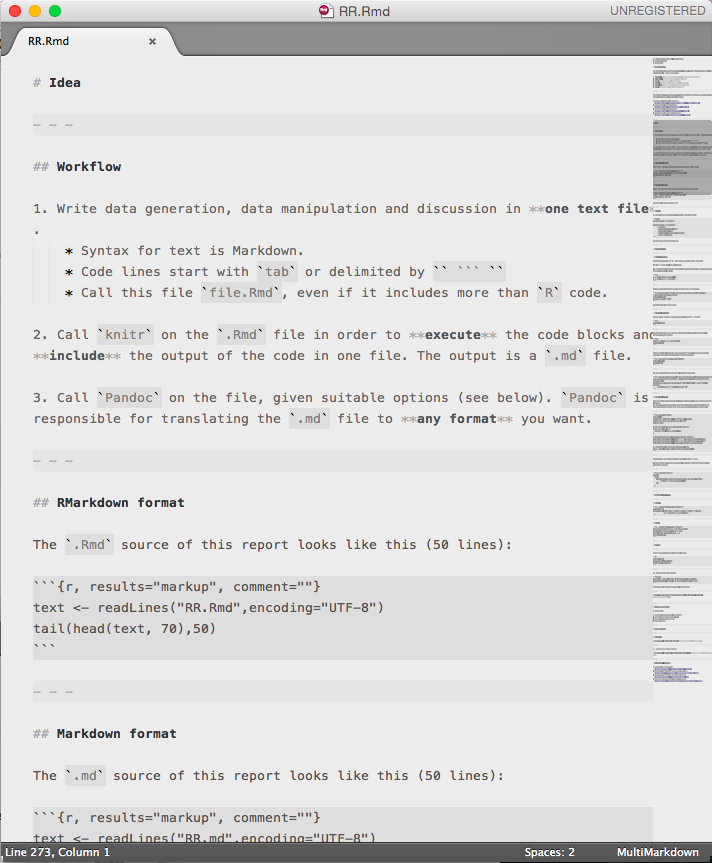 RR.Rmd
UNREGISTERED
RR.Rmd ×
# Idea
– – –
## Workflow
1. Write data generation, data manipulation and discussion in **one text file*
.
* Syntax for text is Markdown.
* Code lines start with `tab` or delimited by `` ``` ``
* Call this file `file.Rmd`, even if it includes more than `R` code.
2. Call `knitr` on the `.Rmd` file in order to **execute** the code blocks and
**include** the output of the code in one file. The output is a `.md` file.
3. Call `Pandoc` on the file, given suitable options (see below). `Pandoc` is
responsible for translating the `.md` file to **any format** you want.
– – –
## RMarkdown format
The `.Rmd` source of this report looks like this (50 lines):
```{r, results="markup", comment=""}
text <- readLines("RR.Rmd",encoding="UTF-8")
tail(head(text, 70),50)
```
– – –
## Markdown format
The `.md` source of this report looks like this (50 lines):
```{r, results="markup", comment=""}
text <- readLines("RR.md",encoding="UTF-8")
Line 273, Column 1
Spaces: 2
MultiMarkdown